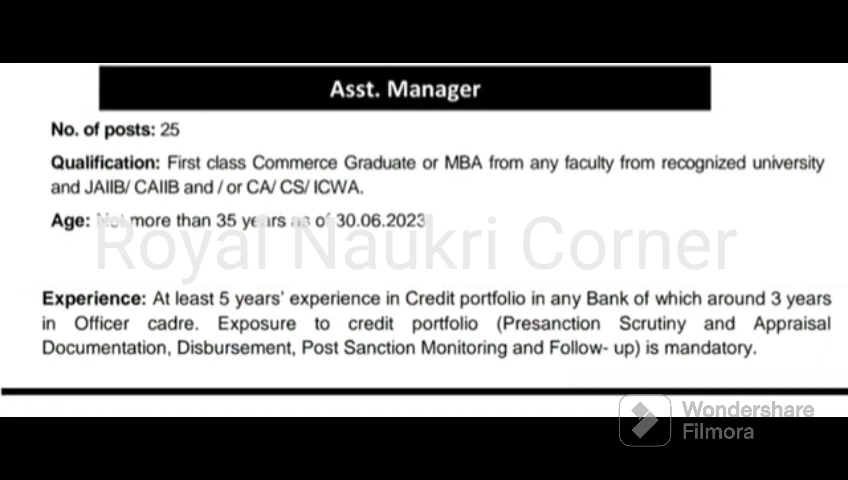 Asst. Manager
No. of posts: 25
Qualification: First class Commerce Graduate or MBA from any faculty from recognized university
and JAIIB/ CAIIB and / or CA/ CS/ ICWA.
Age: Not more than 35 years as of 30.06.2023
Royal Naukri Corner
Experience: At least 5 years' experience in Credit portfolio in any Bank of which around 3 years
in Officer cadre. Exposure to credit portfolio (Presanction Scrutiny and Appraisal
Documentation, Disbursement, Post Sanction Monitoring and Follow- up) is mandatory.
Wondershare
Filmora